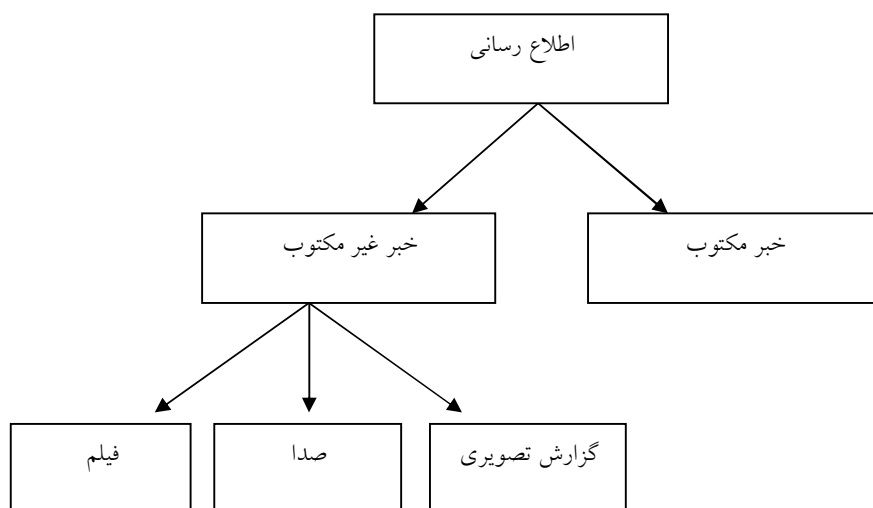 اطلاع رسانی
خبر مکتوب
خبر غیر مکتوب
گزارش تصویری
صدا
فیلم